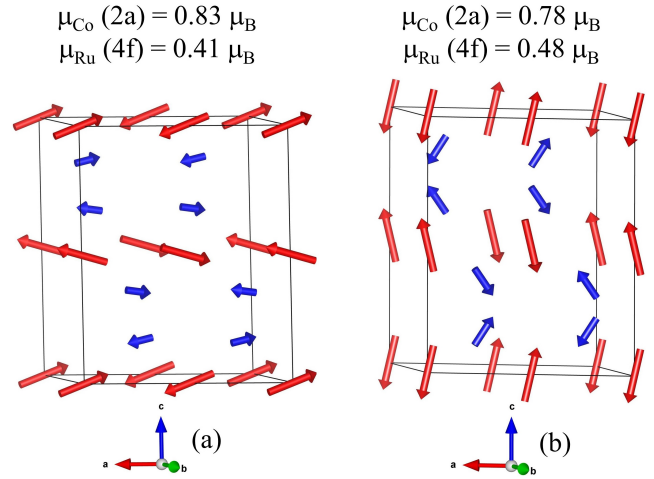 μCo (2a) = 0.83 μB
μRu (4f) = 0.41 μB
μCo (2a) = 0.78 μB
μRu (4f) = 0.48 μB
c
a
b
(a)
c
a
b
(b)